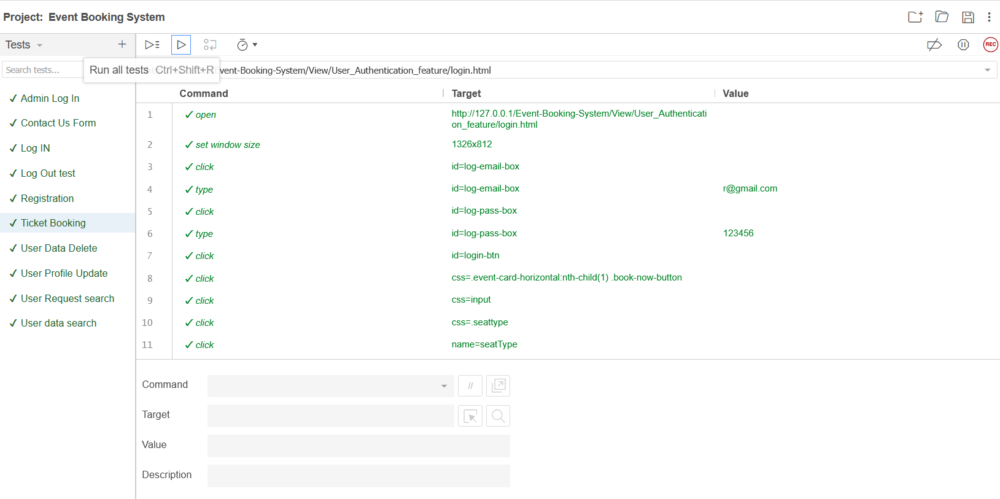 Project: Event Booking System
Tests
REC
Search tests...
Run all tests Ctrl+Shift+R
vent-Booking-System/View/User_Authentication_feature/login.html
Command Target Value
Admin Log In
Contact Us Form
Log IN
Log Out test
Registration
Ticket Booking
User Data Delete
User Profile Update
User Request search
User data search
1 open http://127.0.0.1/Event-Booking-System/View/User_Authenticati
on_feature/login.html
2 set window size 1326x812
3 click id=log-email-box
4 type id=log-email-box r@gmail.com
5 click id=log-pass-box
6 type id=log-pass-box 123456
7 click id=login-btn
8 click css=.event-card-horizontal:nth-child(1) .book-now-button
9 click css=input
10 click css=.seattype
11 click name=seatType
Command //
Target
Value
Description